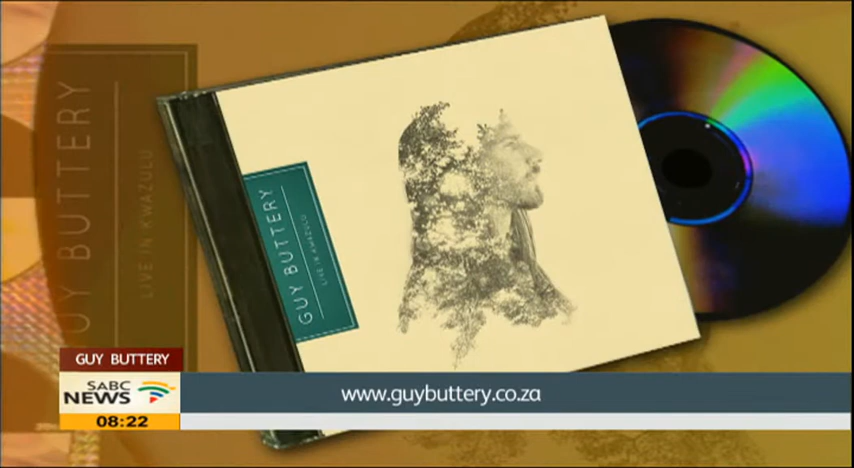 GUY BUTTERY
LIVE IN KWAZULU
GUY BUTTERY
LIVE IN KWAZULU
GUY BUTTERY
SABC
NEWS
08:22
www.guybuttery.co.za